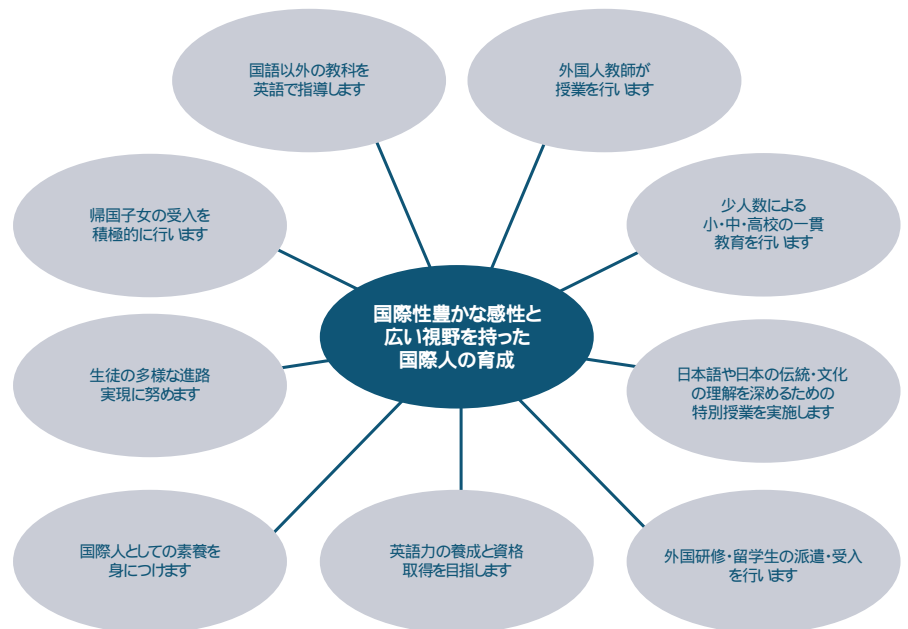 国語以外の教科を
英語で指導します
外国人教師が
授業を行います
帰国子女の受入を
積極的に行います
少人数による
小・中・高校の一貫
教育を行います
国際性豊かな感性と
広い視野を持った
国際人の育成
生徒の多様な進路
実現に努めます
日本語や日本の伝統・文化
の理解を深めるための
特別授業を実施します
国際人としての素養を
身につけます
英語力の養成と資格
取得を目指します
外国研修・留学生の派遣・受入
を行います